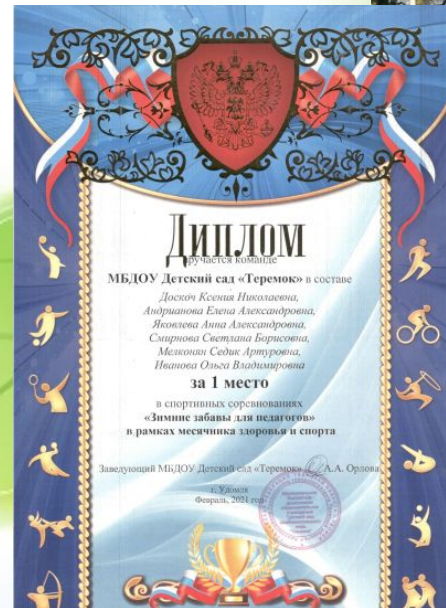 Диплом
вручается команде
МБДОУ Детский сад «Теремок» в составе
Доскоч Ксения Николаевна,
Андрианова Елена Александровна,
Яковлева Анна Александровна,
Смирнова Светлана Борисовна,
Мелконян Седик Артуровна,
Иванова Ольга Владимировна
за 1 место
в спортивных соревнованиях
«Зимние забавы для педагогов»
в рамках месячника здоровья и спорта
Заведующий МБДОУ Детский сад «Теремок» А.А. Орлова
г. Удомля
Февраль, 2021 год